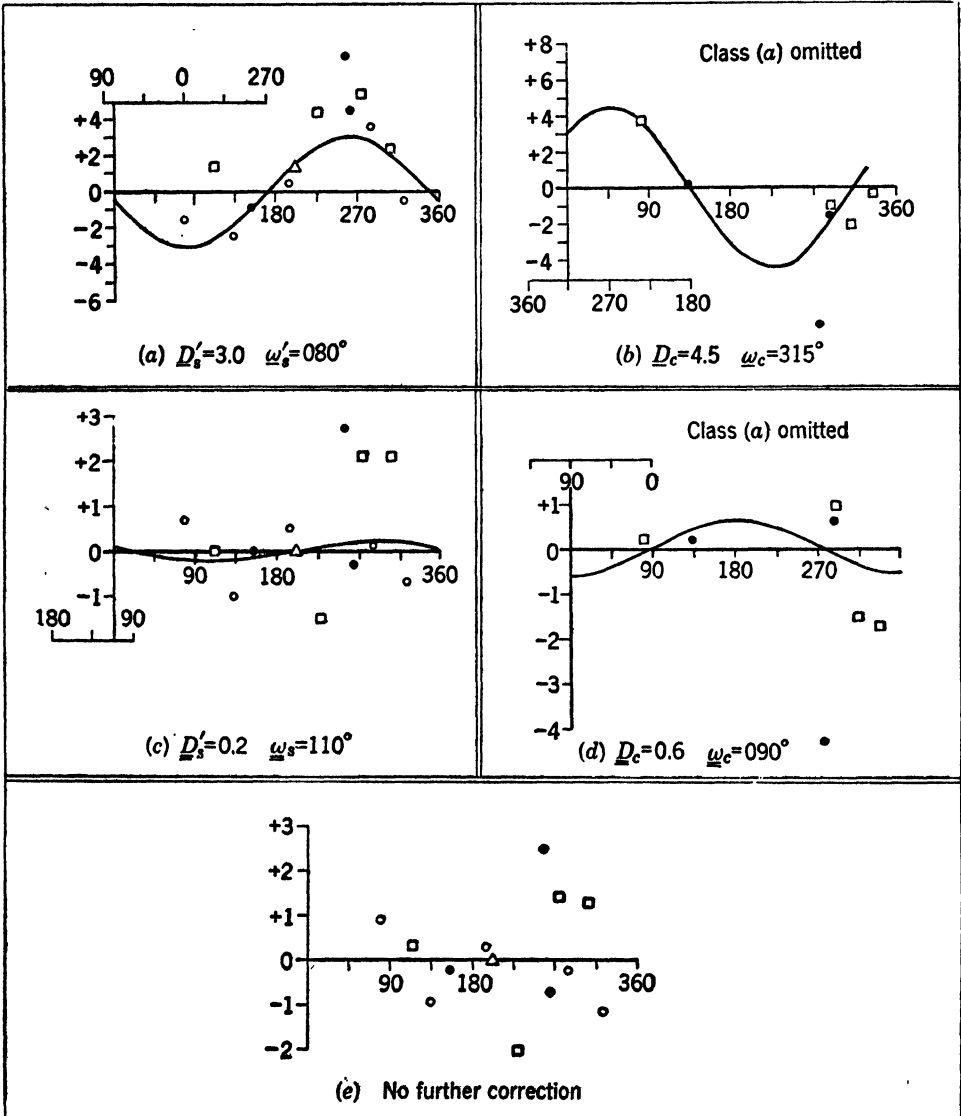 90 0 270
+4
+2
0
-2
-4
-6
180 270 360
(a) D's=3.0 ω's=080°
Class (a) omitted
+8
+6
+4
+2
0
-2
-4
90 180 360
360 270 180
(b) Dc=4.5 ωc=315°
+3
+2
+1
0
-1
90 180 360
180 90
(c) D's=0.2 ωs=110°
Class (a) omitted
90 0
+1
0
-1
-2
-3
-4
90 180 270
(d) Dc=0.6 ωc=090°
+3
+2
+1
0
-1
-2
90 180 360
(e) No further correction